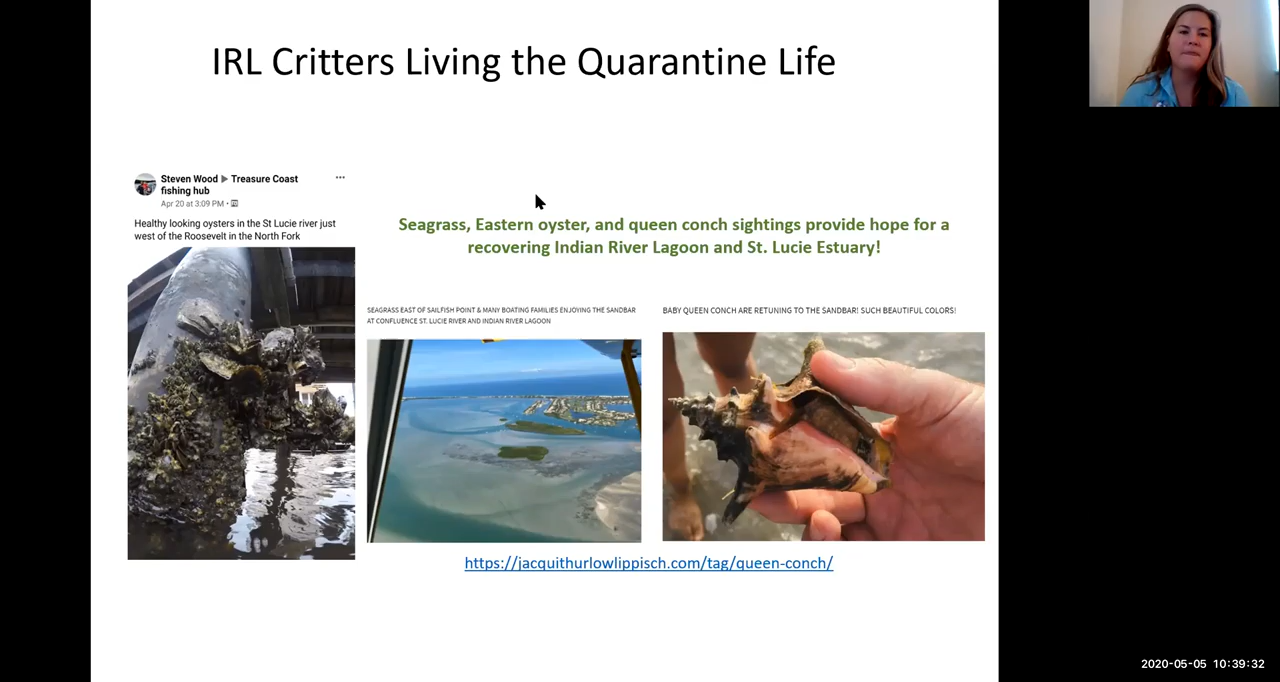 IRL Critters Living the Quarantine Life
Steven Wood ▶ Treasure Coast
fishing hub
Apr 20 at 3:09 PM •
Healthy looking oysters in the St Lucie river just
west of the Roosevelt in the North Fork
Seagrass, Eastern oyster, and queen conch sightings provide hope for a
recovering Indian River Lagoon and St. Lucie Estuary!
SEAGRASS EAST OF SAILFISH POINT & MANY BOATING FAMILIES ENJOYING THE SANDBAR
AT CONFLUENCE ST. LUCIE RIVER AND INDIAN RIVER LAGOON
BABY QUEEN CONCH ARE RETUNING TO THE SANDBAR! SUCH BEAUTIFUL COLORS!
https://jacquithurlowlippisch.com/tag/queen-conch/
2020-05-05 10:39:32